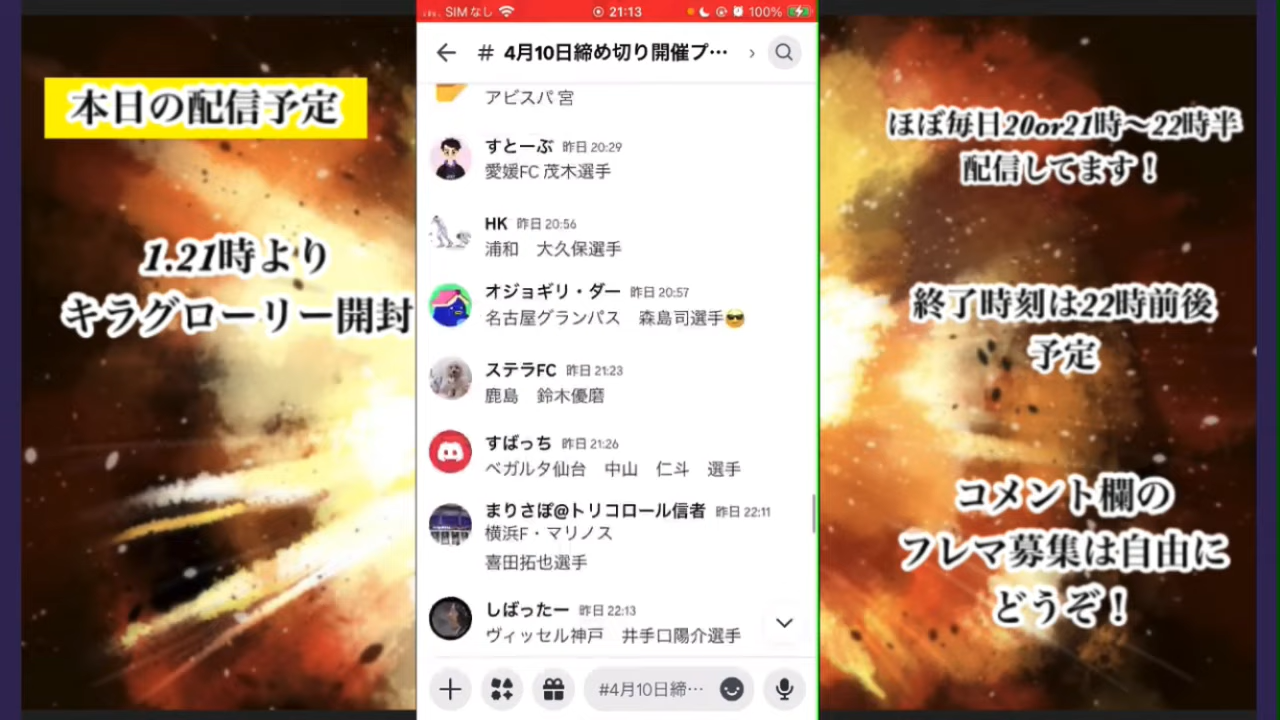 本日の配信予定
1.21時より
キラグローリー開封
SIMなし 21:13 100%
# 4月10日締め切り開催プ… ›
アビスパ 宮
すとーぶ 昨日 20:29
愛媛FC 茂木選手
HK 昨日 20:56
浦和　大久保選手
オジョギリ・ダー 昨日 20:57
名古屋グランパス　森島司選手😎
ステラFC 昨日 21:23
鹿島　鈴木優磨
すばっち 昨日 21:26
ベガルタ仙台　中山　仁斗　選手
まりさぽ@トリコロール信者 昨日 22:11
横浜F・マリノス
喜田拓也選手
しばったー 昨日 22:13
ヴィッセル神戸　井手口陽介選手
#4月10日締…
ほぼ毎日20or21時～22時半
配信してます！
終了時刻は22時前後
予定
コメント欄の
フレマ募集は自由に
どうぞ！